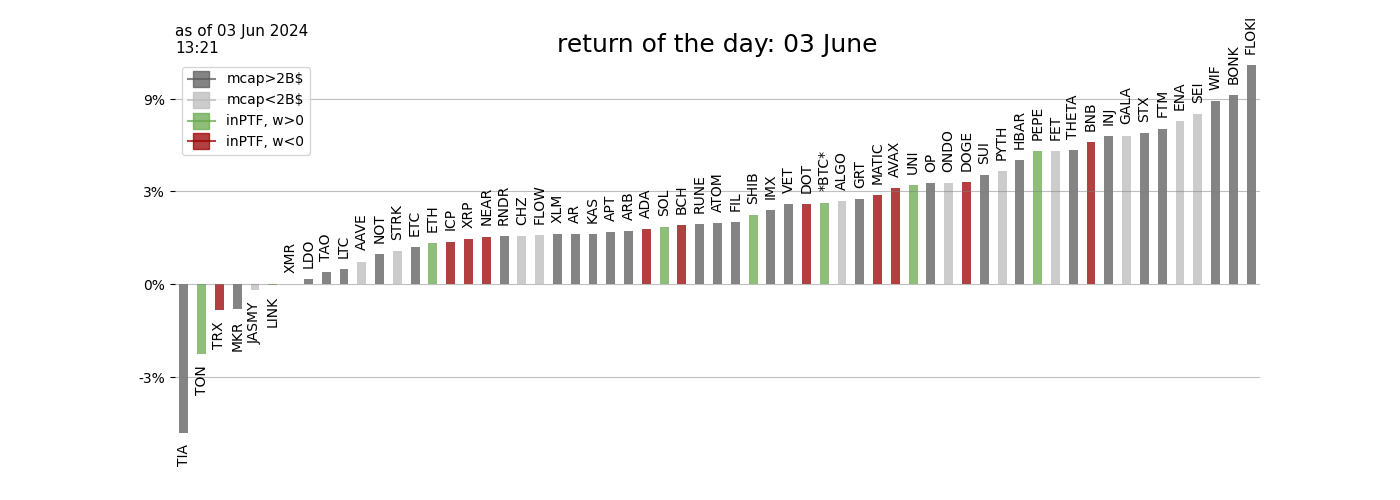 as of 03 Jun 2024
13:21
return of the day: 03 June
mcap>2B$
mcap<2B$
inPTF, w>0
inPTF, w<0
9%
3%
0%
-3%
TIA
TON
TRX
MKR
JASMY
LINK
XMR
LDO
TAO
LTC
AAVE
NOT
STRK
ETC
ETH
ICP
XRP
NEAR
RNDR
CHZ
FLOW
XLM
AR
KAS
APT
ARB
ADA
SOL
BCH
RUNE
ATOM
FIL
SHIB
IMX
VET
DOT
*BTC*
ALGO
GRT
MATIC
AVAX
UNI
OP
ONDO
DOGE
SUI
PYTH
HBAR
PEPE
FET
THETA
BNB
INJ
GALA
STX
FTM
ENA
SEI
WIF
BONK
FLOKI